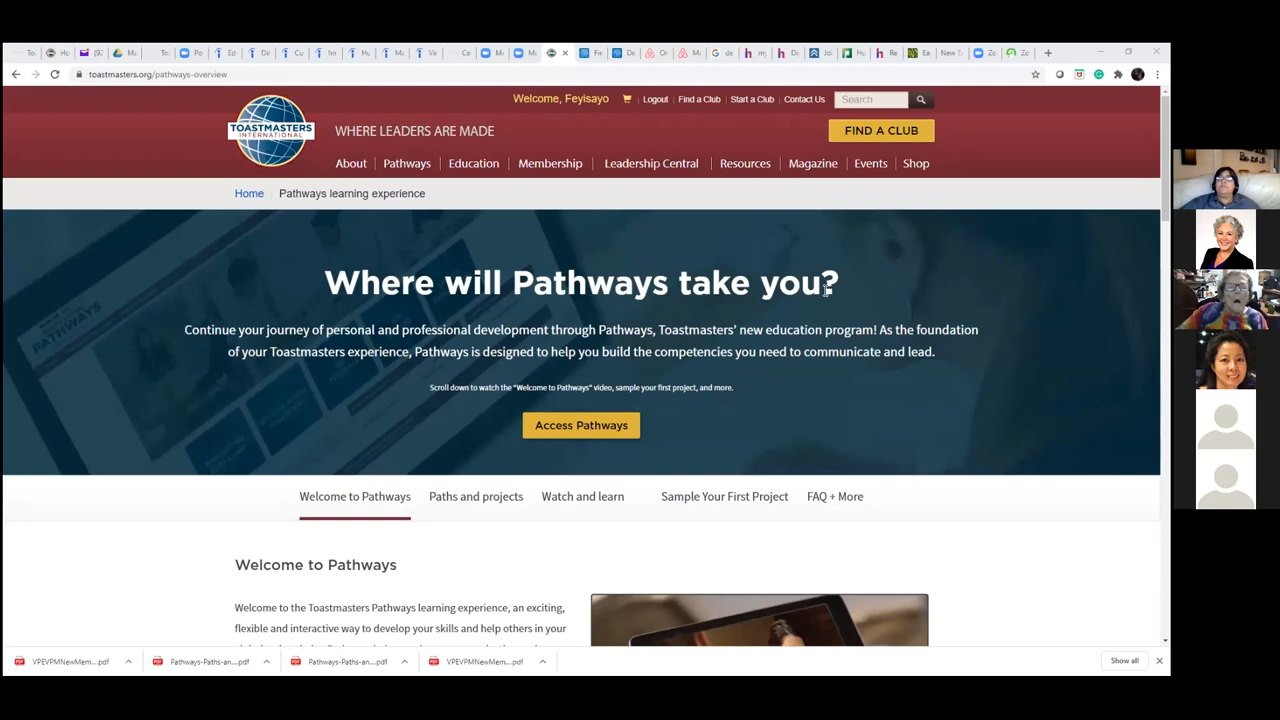 toastmasters.org/pathways-overview
Welcome, Feyisayo Logout Find a Club Start a Club Contact Us Search
TOASTMASTERS
INTERNATIONAL
WHERE LEADERS ARE MADE
FIND A CLUB
About Pathways Education Membership Leadership Central Resources Magazine Events Shop
Home Pathways learning experience
Where will Pathways take you?
Continue your journey of personal and professional development through Pathways, Toastmasters' new education program! As the foundation
of your Toastmasters experience, Pathways is designed to help you build the competencies you need to communicate and lead.
Scroll down to watch the "Welcome to Pathways" video, sample your first project, and more.
Access Pathways
Welcome to Pathways Paths and projects Watch and learn Sample Your First Project FAQ + More
Welcome to Pathways
Welcome to the Toastmasters Pathways learning experience, an exciting,
flexible and interactive way to develop your skills and help others in your
VPEVPMNewMem....pdf Pathways-Paths-an....pdf Pathways-Paths-an....pdf VPEVPMNewMem....pdf Show all